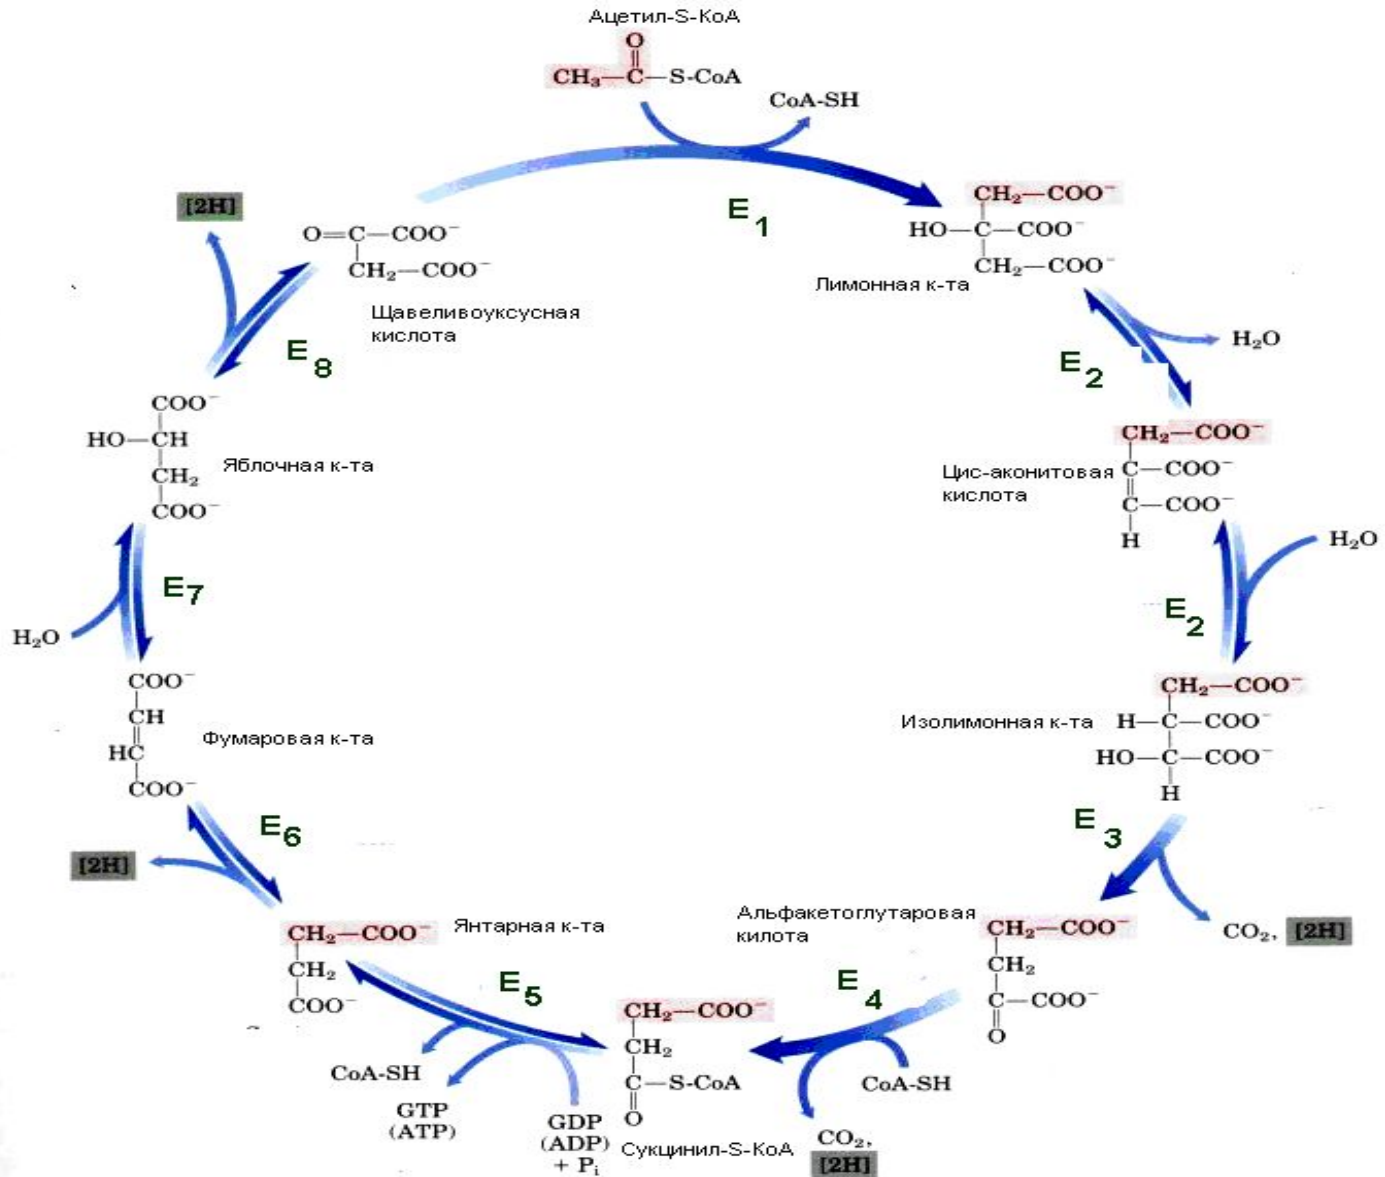 Ацетил-S-КоА
O
CH₃—C—S-CoA
CoA-SH
E₁
CH₂—COO⁻
HO—C—COO⁻
CH₂—COO⁻
Лимонная к-та
H₂O
E₂
CH₂—COO⁻
C—COO⁻
C—COO⁻
H
Цис-аконитовая
кислота
H₂O
E₂
CH₂—COO⁻
H—C—COO⁻
HO—C—COO⁻
H
Изолимонная к-та
E₃
CO₂, [2H]
Альфакетоглутаровая
килота
CH₂—COO⁻
CH₂
C—COO⁻
O
E₄
CoA-SH
CO₂,
[2H]
CH₂—COO⁻
CH₂
C—S-CoA
O
Сукцинил-S-КоА
E₅
GDP
(ADP)
+ Pᵢ
GTP
(ATP)
CoA-SH
Янтарная к-та
CH₂—COO⁻
CH₂
COO⁻
E₆
[2H]
COO⁻
CH
HC
COO⁻
Фумаровая к-та
H₂O
E₇
COO⁻
HO—CH
CH₂
COO⁻
Яблочная к-та
E₈
[2H]
O=C—COO⁻
CH₂—COO⁻
Щавеливоуксусная
кислота